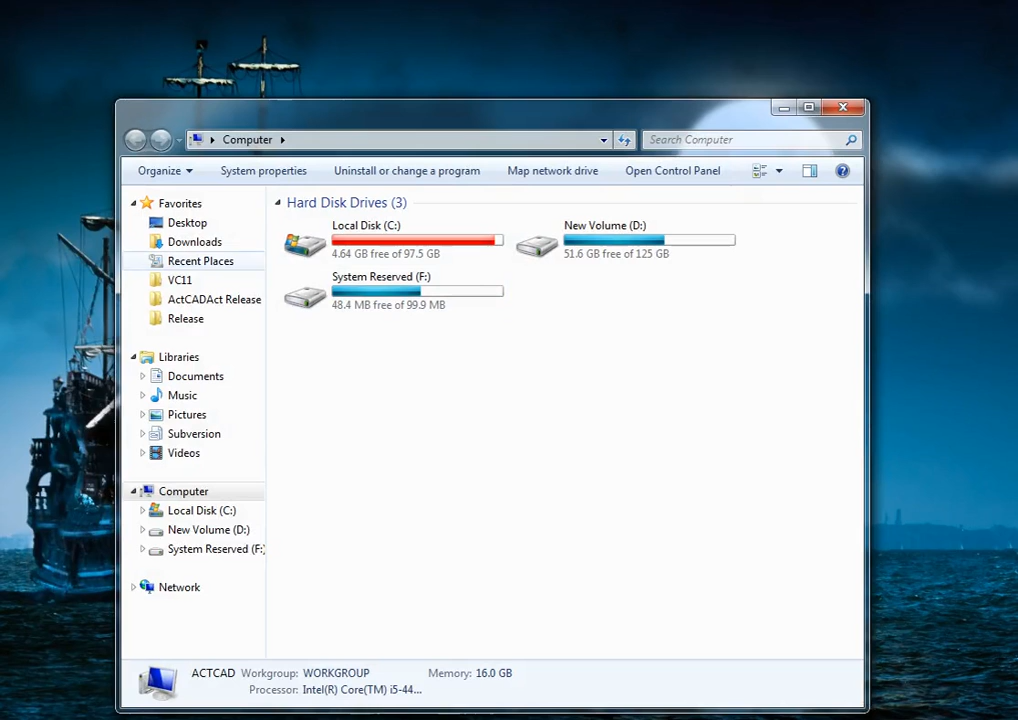 Computer
Search Computer
Organize
System properties
Uninstall or change a program
Map network drive
Open Control Panel
Favorites
Desktop
Downloads
Recent Places
VC11
ActCADAct Release
Release
Libraries
Documents
Music
Pictures
Subversion
Videos
Computer
Local Disk (C:)
New Volume (D:)
System Reserved (F:)
Network
Hard Disk Drives (3)
Local Disk (C:)
4.64 GB free of 97.5 GB
New Volume (D:)
51.6 GB free of 125 GB
System Reserved (F:)
48.4 MB free of 99.9 MB
ACTCAD Workgroup: WORKGROUP Memory: 16.0 GB
Processor: Intel(R) Core(TM) i5-44...